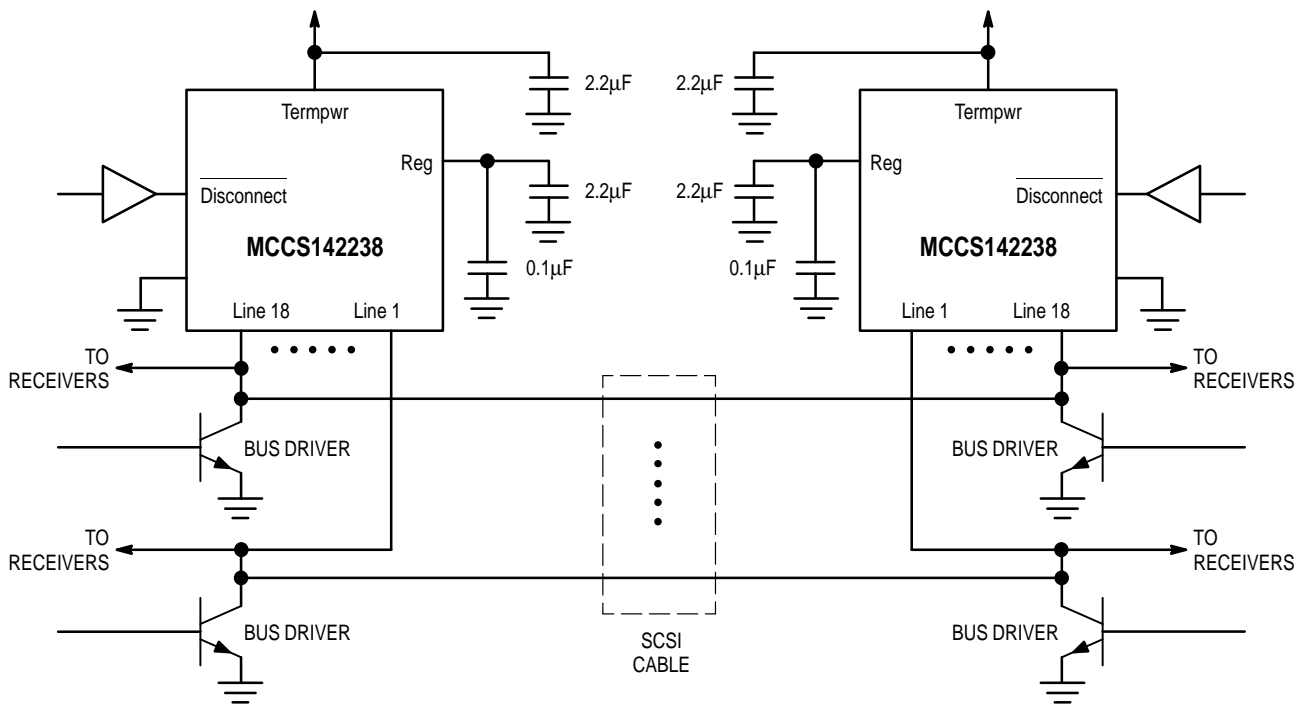 2.2μF
2.2μF
Termpwr
Termpwr
Reg
Reg
Disconnect
2.2μF
2.2μF
Disconnect
MCCS142238
MCCS142238
0.1μF
0.1μF
Line 18
Line 1
Line 1
Line 18
TO
RECEIVERS
TO
RECEIVERS
BUS DRIVER
BUS DRIVER
TO
RECEIVERS
TO
RECEIVERS
BUS DRIVER
BUS DRIVER
SCSI
CABLE